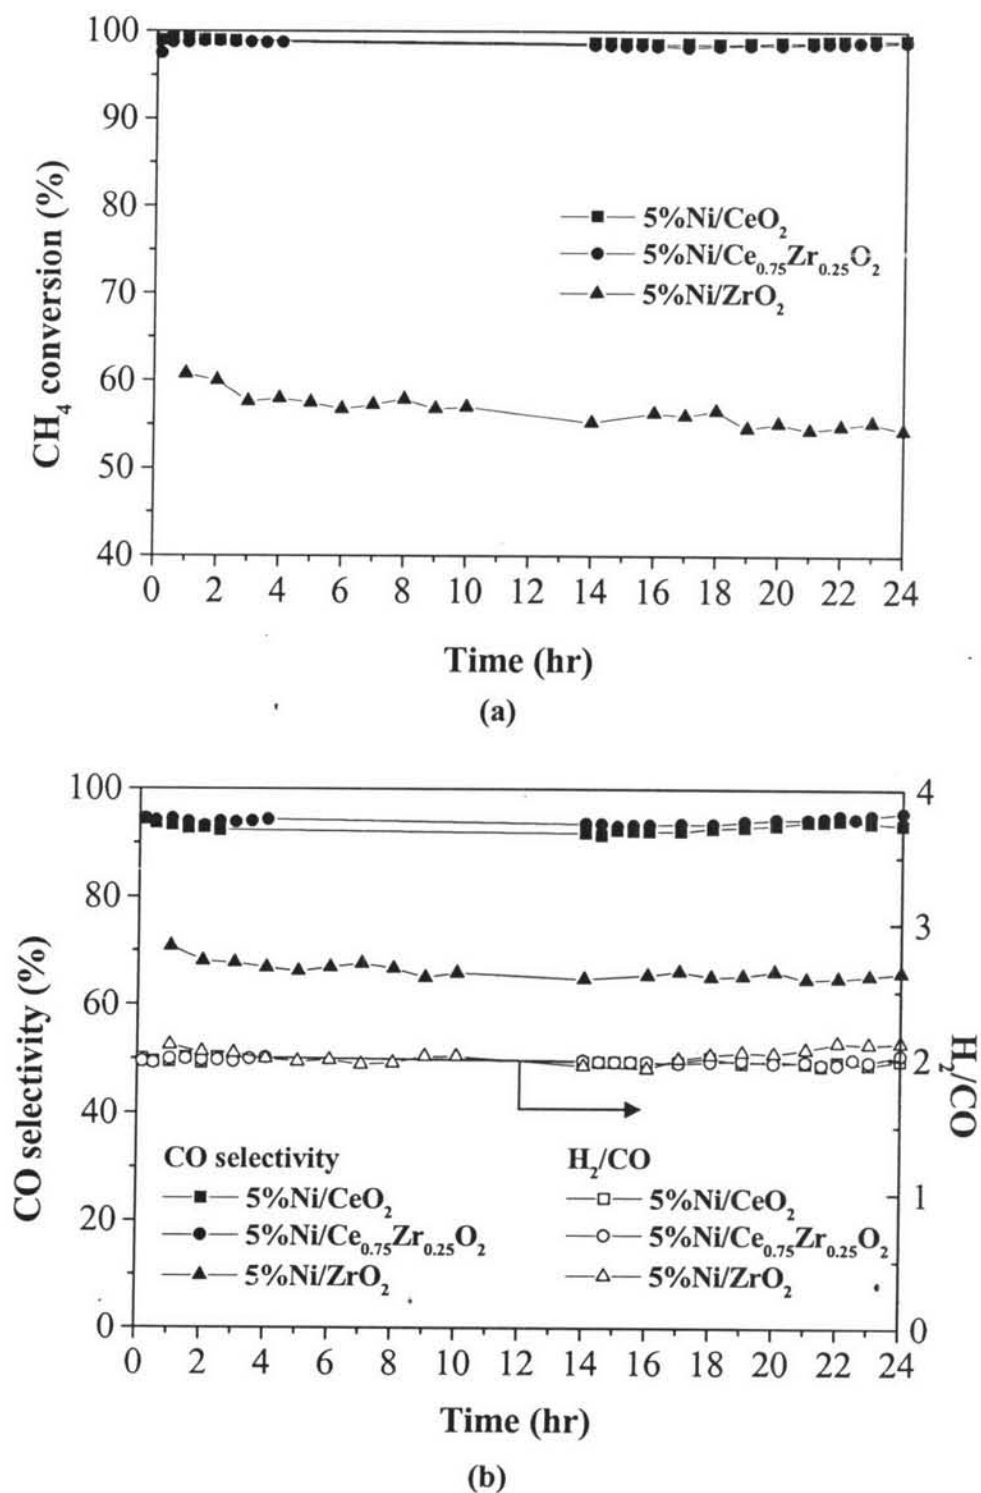 100
90
80
70
60
50
40
CH₄ conversion (%)
5%Ni/CeO₂
5%Ni/Ce₀.₇₅Zr₀.₂₅O₂
5%Ni/ZrO₂
0 2 4 6 8 10 12 14 16 18 20 22 24
Time (hr)
(a)
100
80
60
40
20
0
CO selectivity (%)
4
3
2
1
0
H₂/CO
CO selectivity
5%Ni/CeO₂
5%Ni/Ce₀.₇₅Zr₀.₂₅O₂
5%Ni/ZrO₂
H₂/CO
5%Ni/CeO₂
5%Ni/Ce₀.₇₅Zr₀.₂₅O₂
5%Ni/ZrO₂
0 2 4 6 8 10 12 14 16 18 20 22 24
Time (hr)
(b)